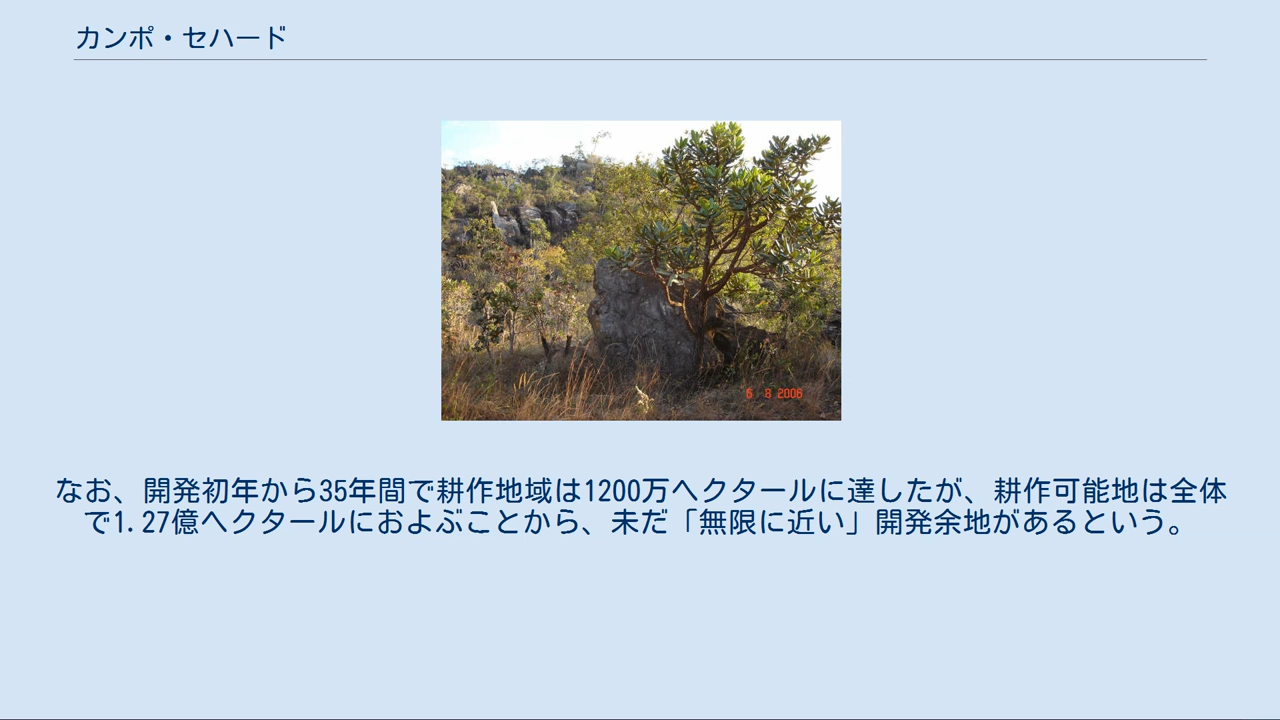 カンポ・セハード
6 8 2006
なお、開発初年から35年間で耕作地域は1200万ヘクタールに達したが、耕作可能地は全体
で1.27億ヘクタールにおよぶことから、未だ「無限に近い」開発余地があるという。